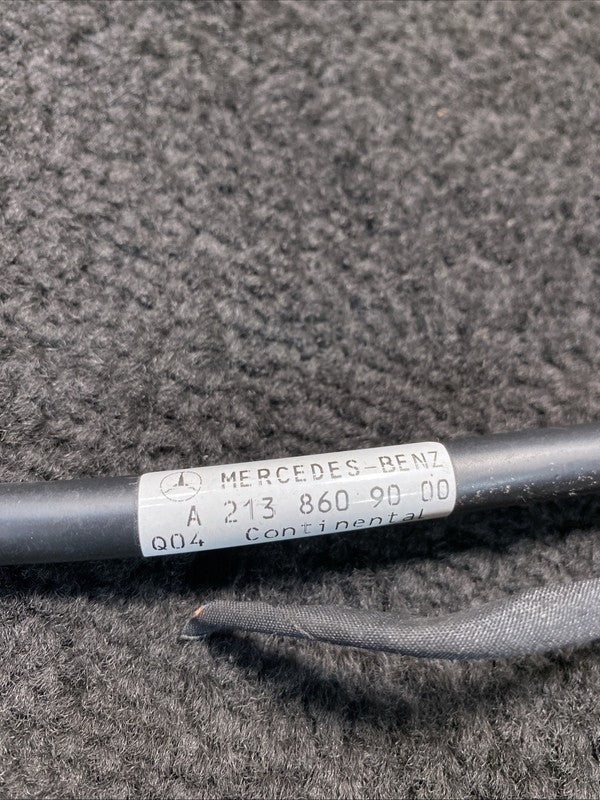 MERCEDES-BENZ
A 213 860 90 00
Q04 Continental